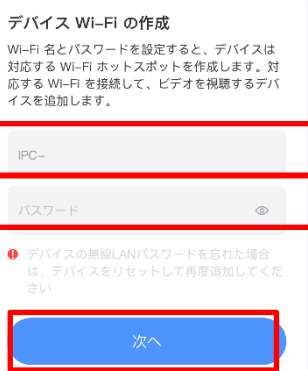 デバイス Wi-Fi の作成
Wi-Fi 名とパスワードを設定すると、デバイスは
対応する Wi-Fi ホットスポットを作成します。対
応する Wi-Fi を接続して、ビデオを視聴するデバ
イスを追加します。
IPC-
パスワード
デバイスの無線LANパスワードを忘れた場合
は、デバイスをリセットして再度追加してくだ
さい
次へ